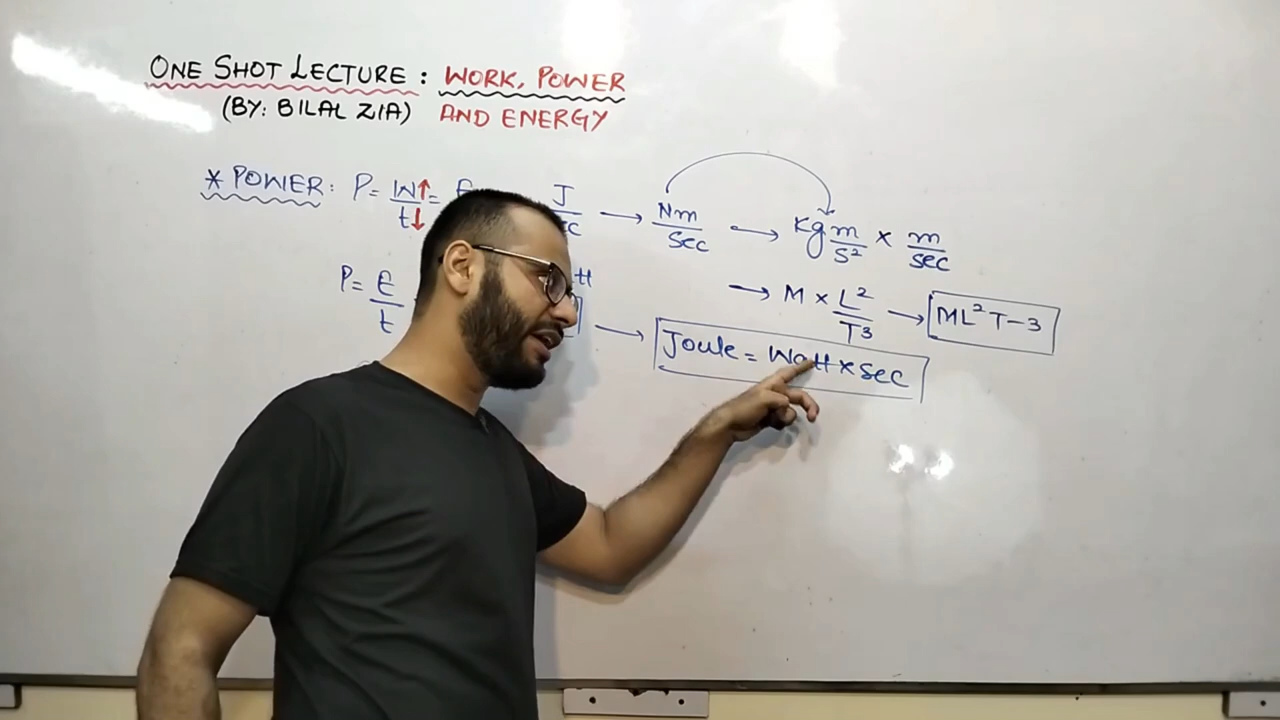 ONE SHOT LECTURE: WORK, POWER
(BY: BILAL ZIA) AND ENERGY
* POWER: P = W↑/t↓ = E J → Nm/Sec → Kg m/S² × m/sec
→ M × L²/T³ → ML²T-3
P = E/t → Joule = Watt × sec